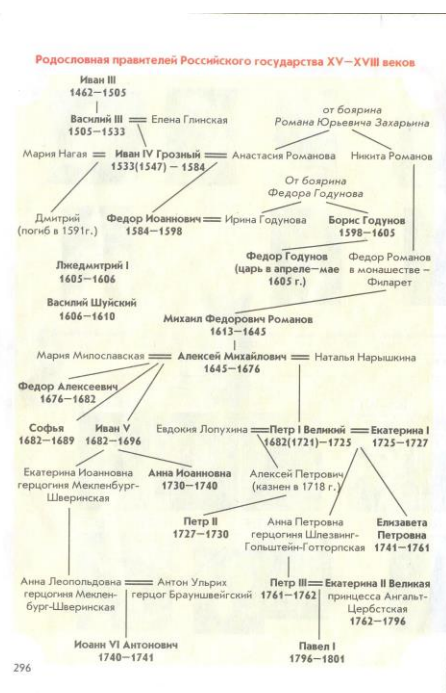 Родословная правителей Российского государства XV—XVIII веков
Иван III
1462—1505
Василий III
1505—1533
Елена Глинская
от боярина
Романа Юрьевича Захарьина
Мария Нагая
Иван IV Грозный
1533(1547) — 1584
Анастасия Романова
Никита Романов
От боярина
Федора Годунова
Дмитрий
(погиб в 1591г.)
Федор Иоаннович
1584—1598
Ирина Годунова
Борис Годунов
1598—1605
Лжедмитрий I
1605—1606
Федор Годунов
(царь в апреле—мае
1605 г.)
Федор Романов
в монашестве —
Филарет
Василий Шуйский
1606—1610
Михаил Федорович Романов
1613—1645
Мария Милославская
Алексей Михайлович
1645—1676
Наталья Нарышкина
Федор Алексеевич
1676—1682
Софья
1682—1689
Иван V
1682—1696
Евдокия Лопухина
Петр I Великий
1682(1721)—1725
Екатерина I
1725—1727
Екатерина Иоанновна
герцогиня Мекленбург-
Шверинская
Анна Иоанновна
1730—1740
Алексей Петрович
(казнен в 1718 г.)
Петр II
1727—1730
Анна Петровна
герцогиня Шлезвинг-
Гольштейн-Готторпская
Елизавета
Петровна
1741—1761
Анна Леопольдовна
герцогиня Меклен-
бург-Шверинская
Антон Ульрих
герцог Брауншвейгский
Петр III
1761—1762
Екатерина II Великая
принцесса Ангальт-
Цербстская
1762—1796
Иоанн VI Антонович
1740—1741
Павел I
1796—1801
296